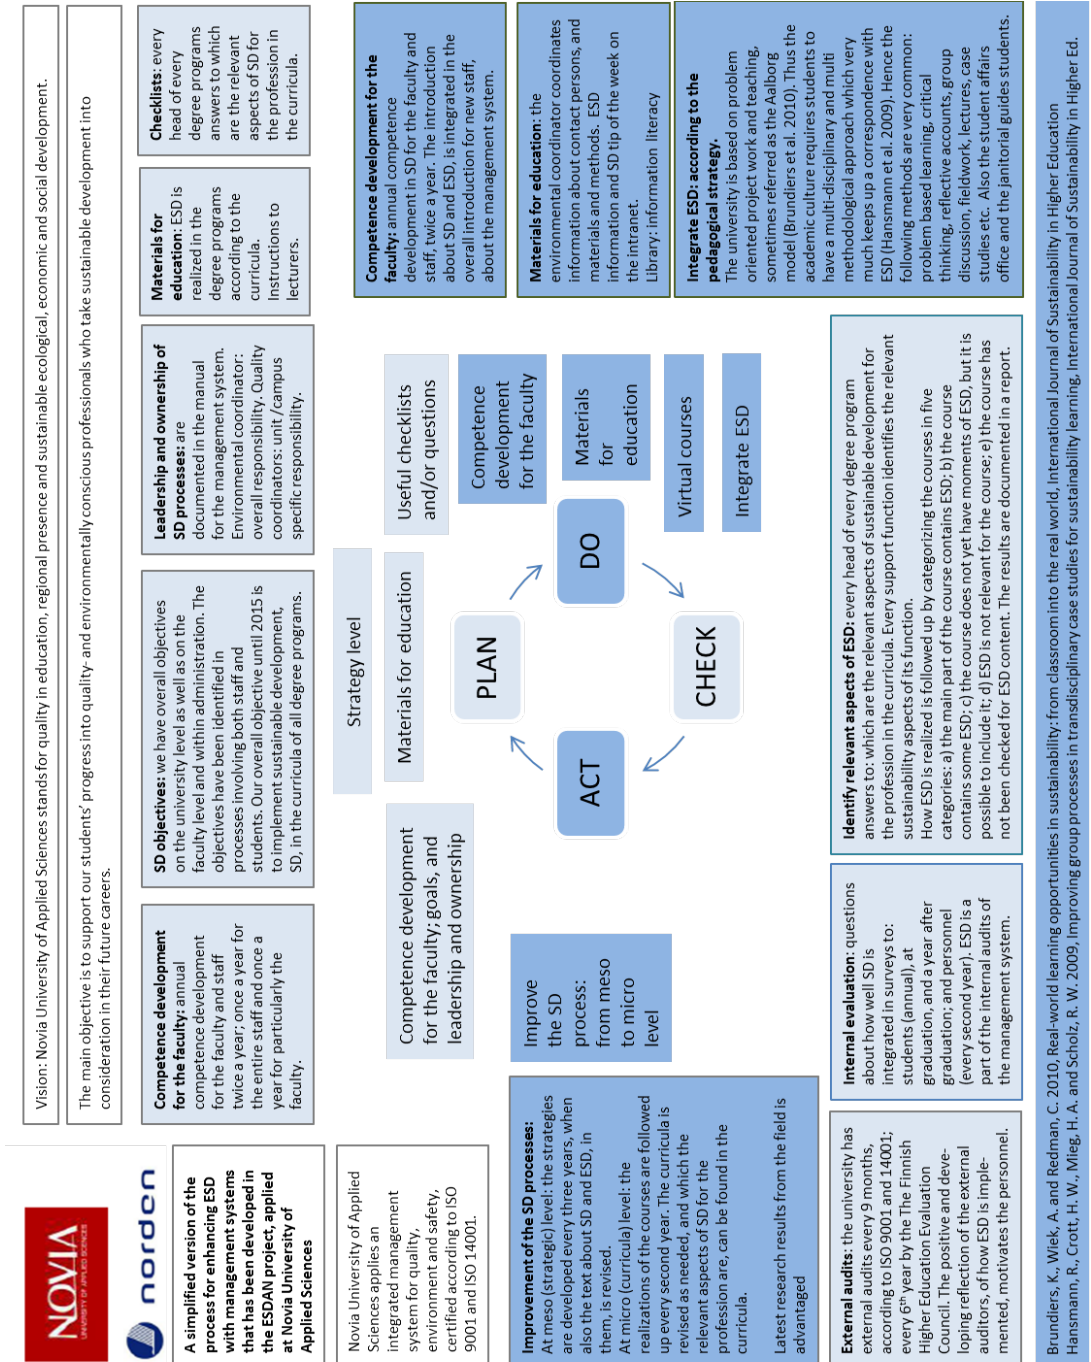 NOVIA
UNIVERSITY OF APPLIED SCIENCES
norden
Vision: Novia University of Applied Sciences stands for quality in education, regional presence and sustainable ecological, economic and social development.
The main objective is to support our students' progress into quality- and environmentally conscious professionals who take sustainable development into
consideration in their future careers.
A simplified version of the
process for enhancing ESD
with management systems
that has been developed in
the ESDAN project, applied
at Novia University of
Applied Sciences
Competence development
for the faculty: annual
competence development
for the faculty and staff
twice a year; once a year for
the entire staff and once a
year for particularly the
faculty.
SD objectives: we have overall objectives
on the university level as well as on the
faculty level and within administration. The
objectives have been identified in
processes involving both staff and
students. Our overall objective until 2015 is
to implement sustainable development,
SD, in the curricula of all degree programs.
Leadership and ownership of
SD processes: are
documented in the manual
for the management system.
Environmental coordinator:
overall responsibility. Quality
coordinators: unit /campus
specific responsibility.
Materials for
education: ESD is
realized in the
degree programs
according to the
curricula.
Instructions to
lecturers.
Checklists: every
head of every
degree programs
answers to which
are the relevant
aspects of SD for
the profession in
the curricula.
Novia University of Applied
Sciences applies an
integrated management
system for quality,
environment and safety,
certified according to ISO
9001 and ISO 14001.
Strategy level
Competence development
for the faculty; goals, and
leadership and ownership
Materials for education
Useful checklists
and/or questions
PLAN
DO
CHECK
ACT
Competence
development
for the faculty
Materials
for
education
Virtual courses
Integrate ESD
Improve
the SD
process:
from meso
to micro
level
Competence development for the
faculty: annual competence
development in SD for the faculty and
staff, twice a year. The introduction
about SD and ESD, is integrated in the
overall introduction for new staff,
about the management system.
Materials for education: the
environmental coordinator coordinates
information about contact persons, and
materials and methods. ESD
information and SD tip of the week on
the intranet.
Library: information literacy
Integrate ESD: according to the
pedagogical strategy.
The university is based on problem
oriented project work and teaching,
sometimes referred as the Aalborg
model (Brundiers et al. 2010). Thus the
academic culture requires students to
have a multi-disciplinary and multi
methodological approach which very
much keeps up a correspondence with
ESD (Hansmann et al. 2009). Hence the
following methods are very common:
problem based learning, critical
thinking, reflective accounts, group
discussion, fieldwork, lectures, case
studies etc. Also the student affairs
office and the janitorial guides students.
Improvement of the SD processes:
At meso (strategic) level: the strategies
are developed every three years, when
also the text about SD and ESD, in
them, is revised.
At micro (curricula) level: the
realizations of the courses are followed
up every second year. The curricula is
revised as needed, and which the
relevant aspects of SD for the
profession are, can be found in the
curricula.
Latest research results from the field is
advantaged
External audits: the university has
external audits every 9 months,
according to ISO 9001 and 14001;
every 6th year by the The Finnish
Higher Education Evaluation
Council. The positive and deve-
loping reflection of the external
auditors, of how ESD is imple-
mented, motivates the personnel.
Internal evaluation: questions
about how well SD is
integrated in surveys to:
students (annual), at
graduation, and a year after
graduation; and personnel
(every second year). ESD is a
part of the internal audits of
the management system.
Identify relevant aspects of ESD: every head of every degree program
answers to: which are the relevant aspects of sustainable development for
the profession in the curricula. Every support function identifies the relevant
sustainability aspects of its function.
How ESD is realized is followed up by categorizing the courses in five
categories: a) the main part of the course contains ESD; b) the course
contains some ESD; c) the course does not yet have moments of ESD, but it is
possible to include it; d) ESD is not relevant for the course; e) the course has
not been checked for ESD content. The results are documented in a report.
Brundiers, K., Wiek, A. and Redman, C. 2010, Real-world learning opportunities in sustainability: from classroom into the real world, International Journal of Sustainability in Higher Education
Hansmann, R., Crott, H. W., Mieg, H. A. and Scholz, R. W. 2009, Improving group processes in transdisciplinary case studies for sustainability learning, International Journal of Sustainability in Higher Ed.